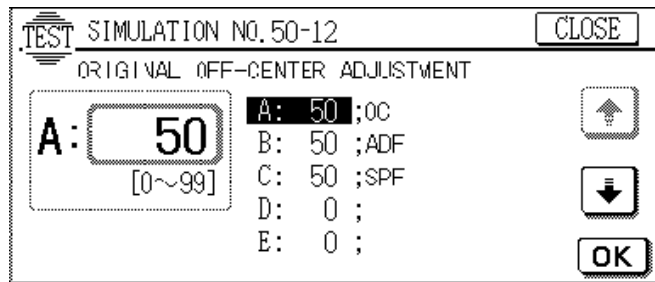 TEST SIMULATION NO.50-12 CLOSE
ORIGINAL OFF-CENTER ADJUSTMENT
A: 50
[0~99]
A: 50 ;OC
B: 50 ;ADF
C: 50 ;SPF
D: 0 ;
E: 0 ;
OK